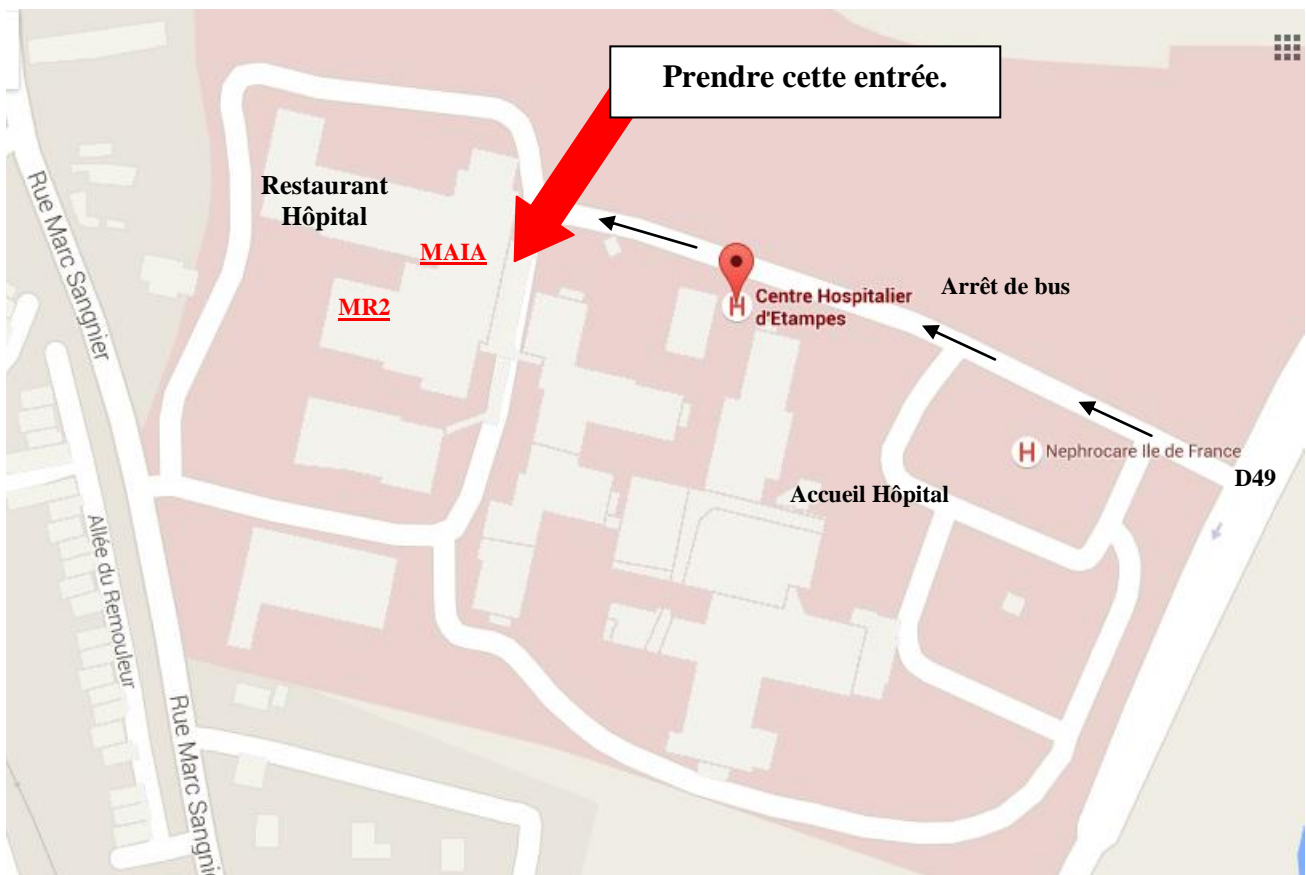 Prendre cette entrée.
Rue Marc Sangnier
Restaurant
Hôpital
MAIA
MR2
Centre Hospitalier
d'Etampes
H
Arrêt de bus
H
Nephrocare Ile de France
D49
Accueil Hôpital
Allée du Remouleur
Rue Marc Sangnier